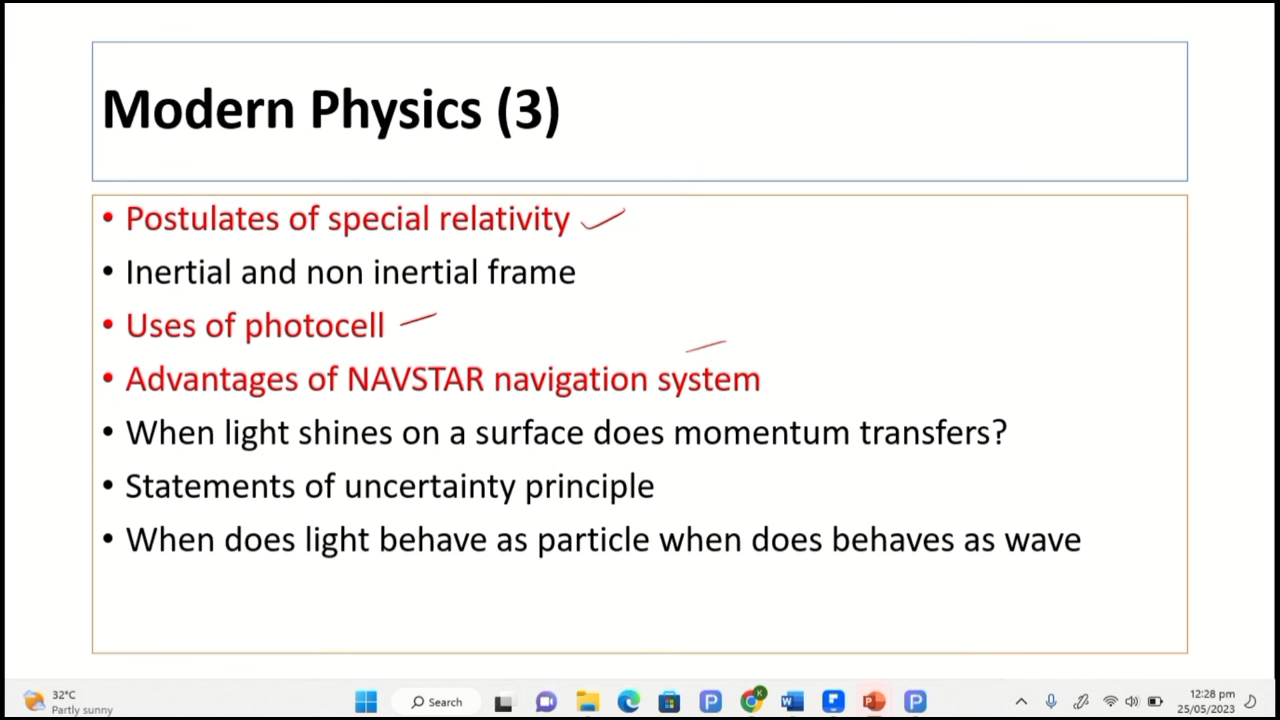 Modern Physics (3)
• Postulates of special relativity
• Inertial and non inertial frame
• Uses of photocell
• Advantages of NAVSTAR navigation system
• When light shines on a surface does momentum transfers?
• Statements of uncertainty principle
• When does light behave as particle when does behaves as wave
32°C
Partly sunny
Search
12:28 pm
25/05/2023